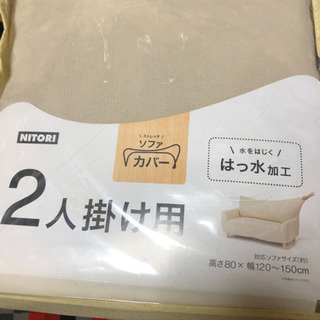 NITORI
ストレッチ
ソファ
カバー
水をはじく
はっ水加工
2人掛け用
対応ソファサイズ(約)
高さ80×幅120~150cm